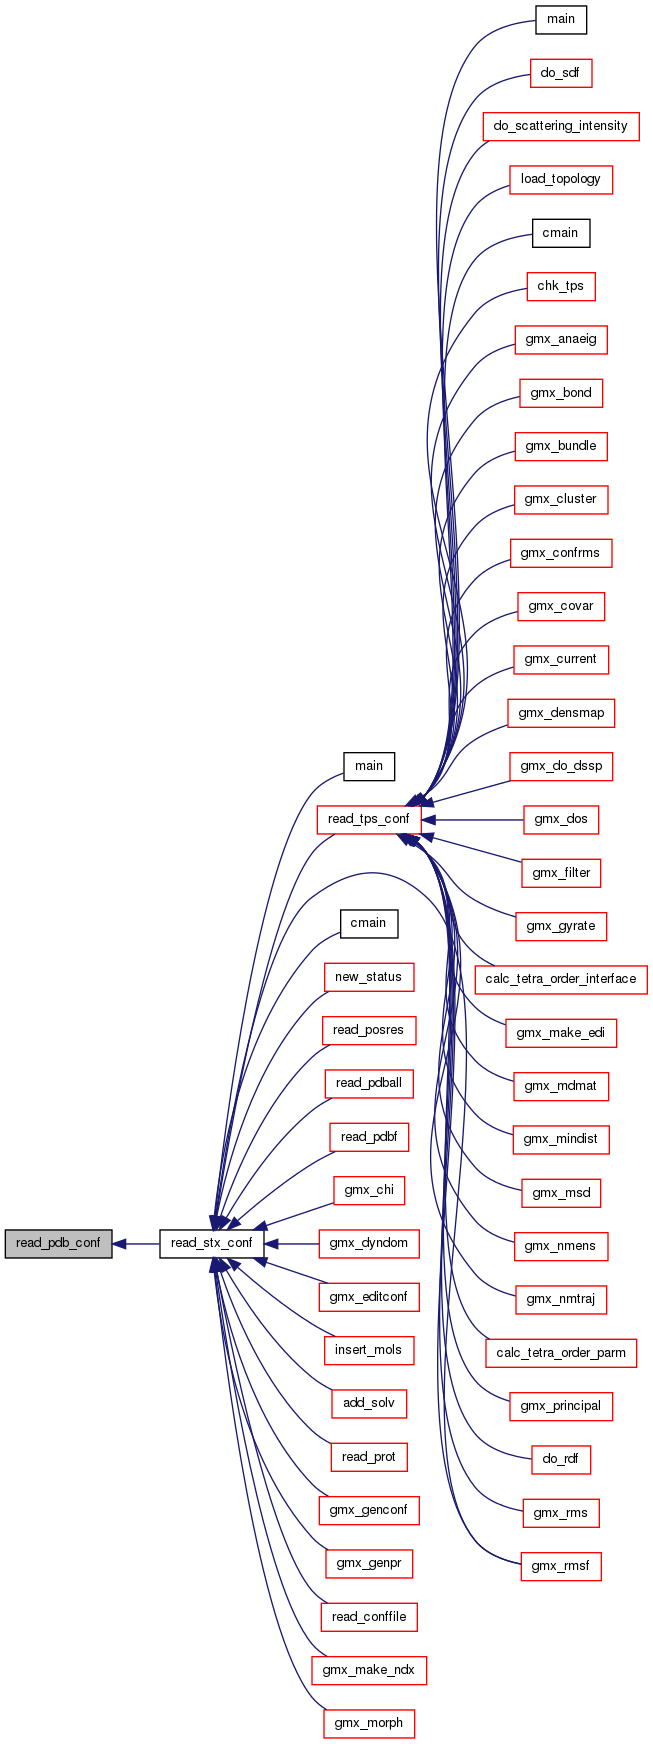 main
do_sdf
do_scattering_intensity
load_topology
cmain
chk_tps
gmx_anaeig
gmx_bond
gmx_bundle
gmx_cluster
gmx_confrms
gmx_covar
gmx_current
gmx_densmap
main
gmx_do_dssp
read_tps_conf
gmx_dos
gmx_filter
cmain
gmx_gyrate
new_status
calc_tetra_order_interface
read_posres
gmx_make_edi
read_pdball
gmx_mdmat
read_pdbf
gmx_mindist
gmx_chi
gmx_msd
read_pdb_conf
read_stx_conf
gmx_dyndom
gmx_nmens
gmx_editconf
gmx_nmtraj
insert_mols
calc_tetra_order_parm
add_solv
gmx_principal
read_prot
do_rdf
gmx_genconf
gmx_rms
gmx_genpr
gmx_rmsf
read_conffile
gmx_make_ndx
gmx_morph